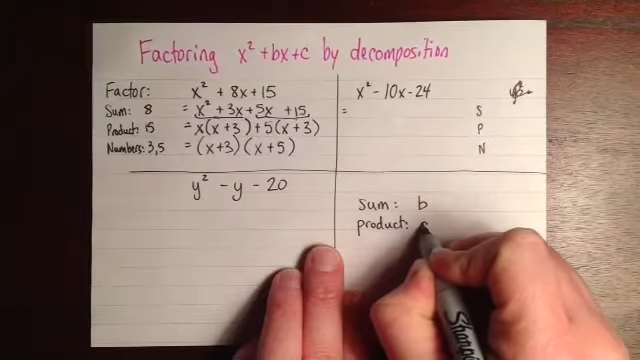 Factoring x² + bx + c by decomposition
Factor: x² + 8x + 15
Sum: 8 = x² + 3x + 5x + 15
Product: 15 = x(x+3) + 5(x+3)
Numbers: 3,5 = (x+3)(x+5)
x² - 10x - 24
= S
P
N
y² - y - 20
sum: b
product: c
Sharpie